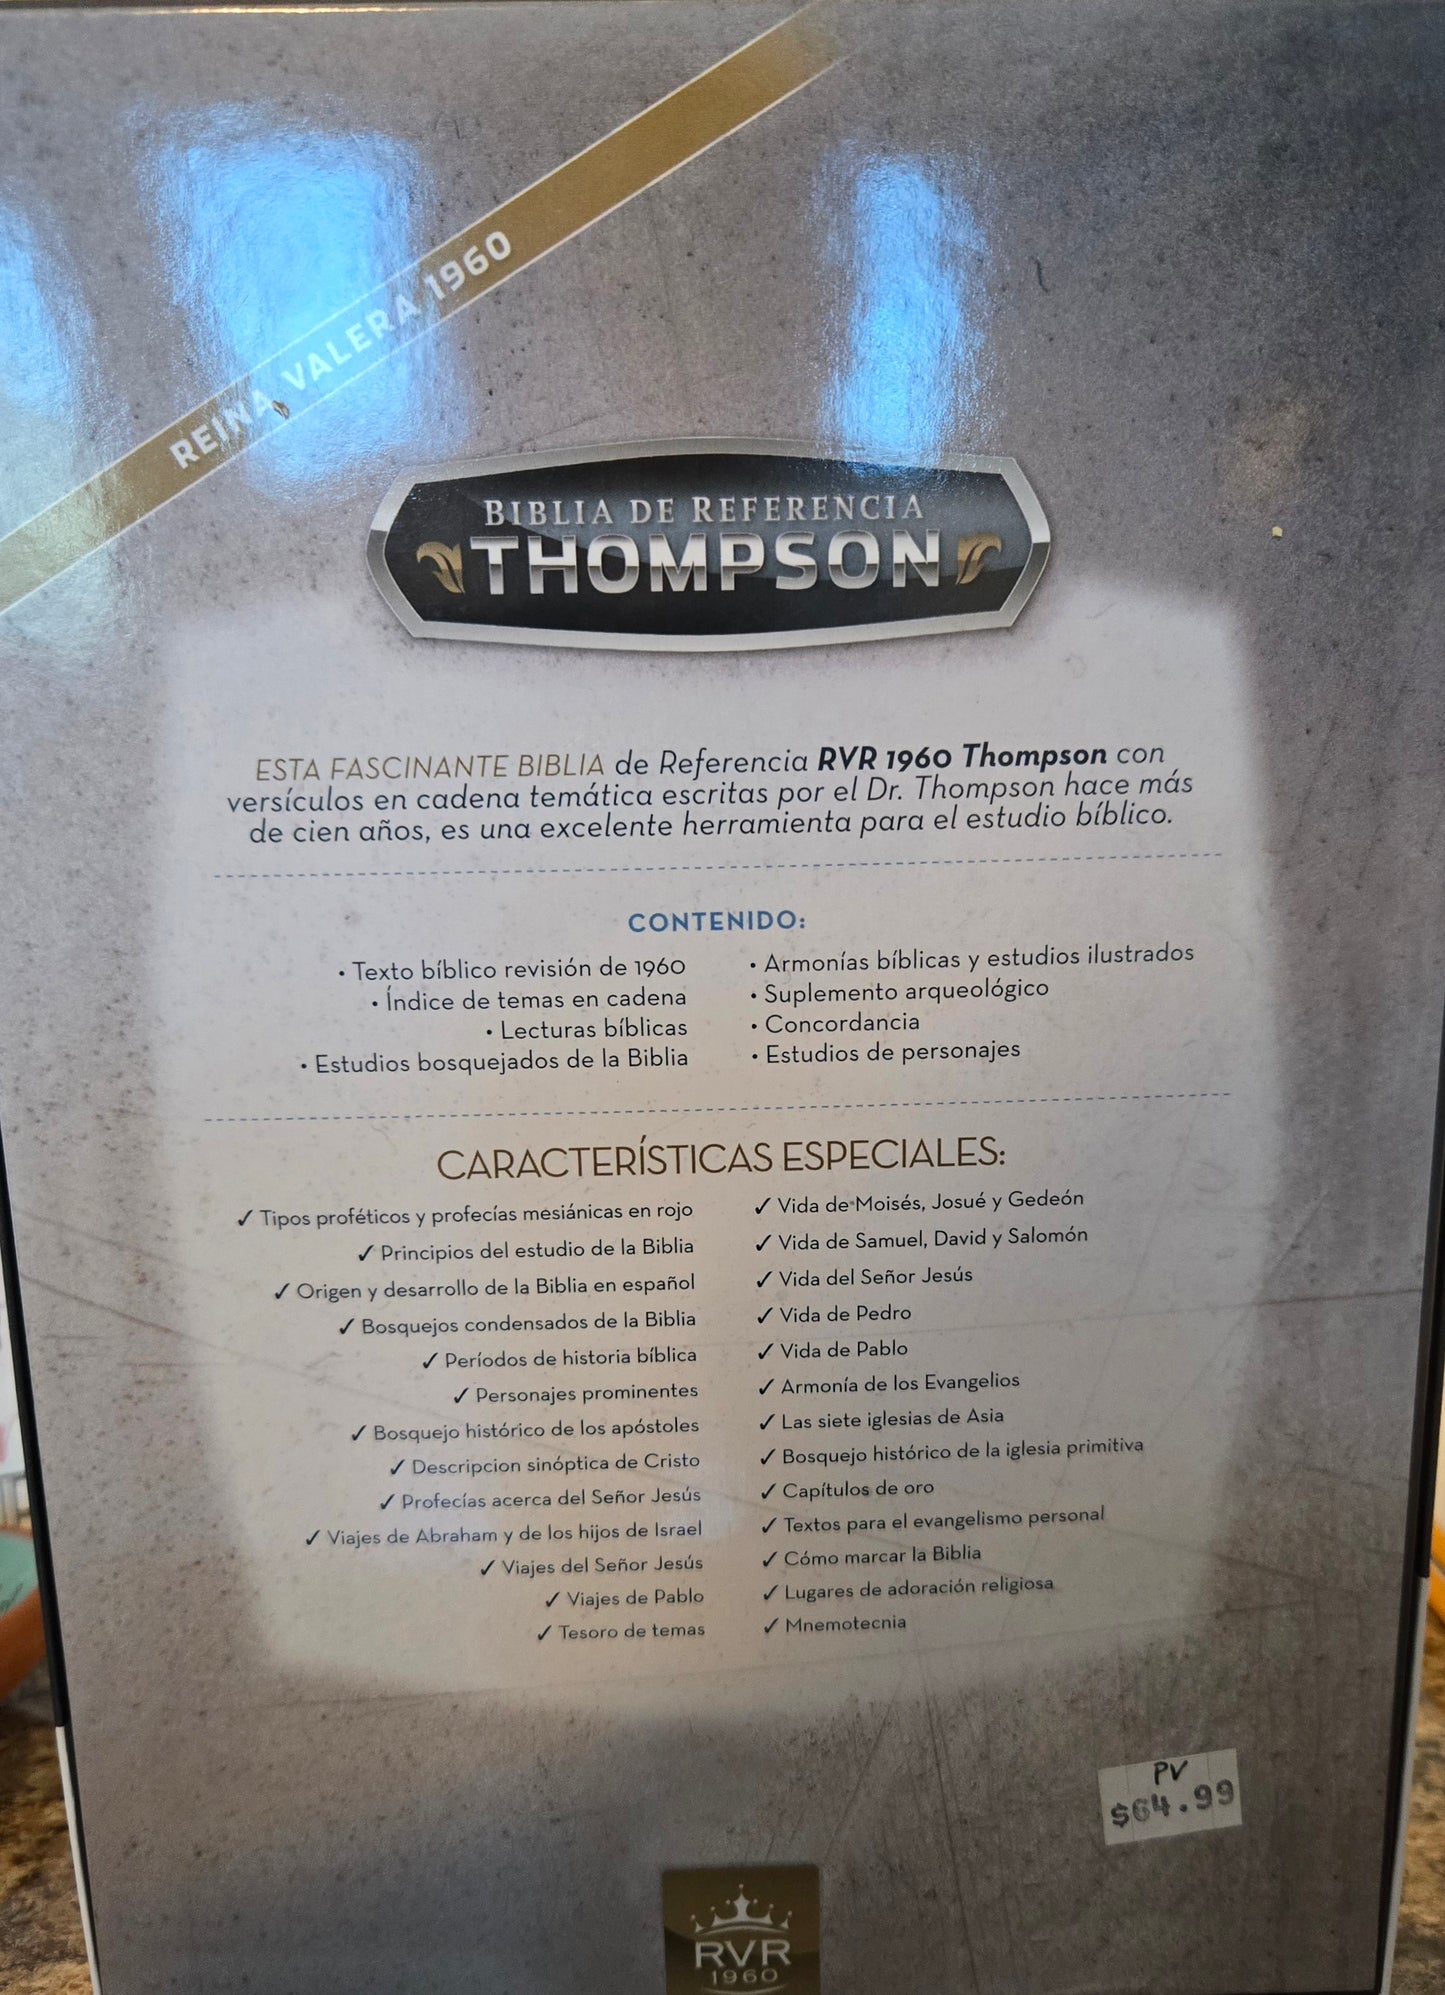 REINA VALERA 1960
BIBLIA DE REFERENCIA
THOMPSON
ESTA FASCINANTE BIBLIA de Referencia RVR 1960 Thompson con
versículos en cadena temática escritas por el Dr. Thompson hace más
de cien años, es una excelente herramienta para el estudio bíblico.
CONTENIDO:
• Texto bíblico revisión de 1960
• Índice de temas en cadena
• Lecturas bíblicas
• Estudios bosquejados de la Biblia
• Armonías bíblicas y estudios ilustrados
• Suplemento arqueológico
• Concordancia
• Estudios de personajes
CARACTERÍSTICAS ESPECIALES:
✓ Tipos proféticos y profecías mesiánicas en rojo
✓ Principios del estudio de la Biblia
✓ Origen y desarrollo de la Biblia en español
✓ Bosquejos condensados de la Biblia
✓ Períodos de historia bíblica
✓ Personajes prominentes
✓ Bosquejo histórico de los apóstoles
✓ Descripcion sinóptica de Cristo
✓ Profecías acerca del Señor Jesús
✓ Viajes de Abraham y de los hijos de Israel
✓ Viajes del Señor Jesús
✓ Viajes de Pablo
✓ Tesoro de temas
✓ Vida de Moisés, Josué y Gedeón
✓ Vida de Samuel, David y Salomón
✓ Vida del Señor Jesús
✓ Vida de Pedro
✓ Vida de Pablo
✓ Armonía de los Evangelios
✓ Las siete iglesias de Asia
✓ Bosquejo histórico de la iglesia primitiva
✓ Capítulos de oro
✓ Textos para el evangelismo personal
✓ Cómo marcar la Biblia
✓ Lugares de adoración religiosa
✓ Mnemotecnia
PV
$64.99
RVR
1960